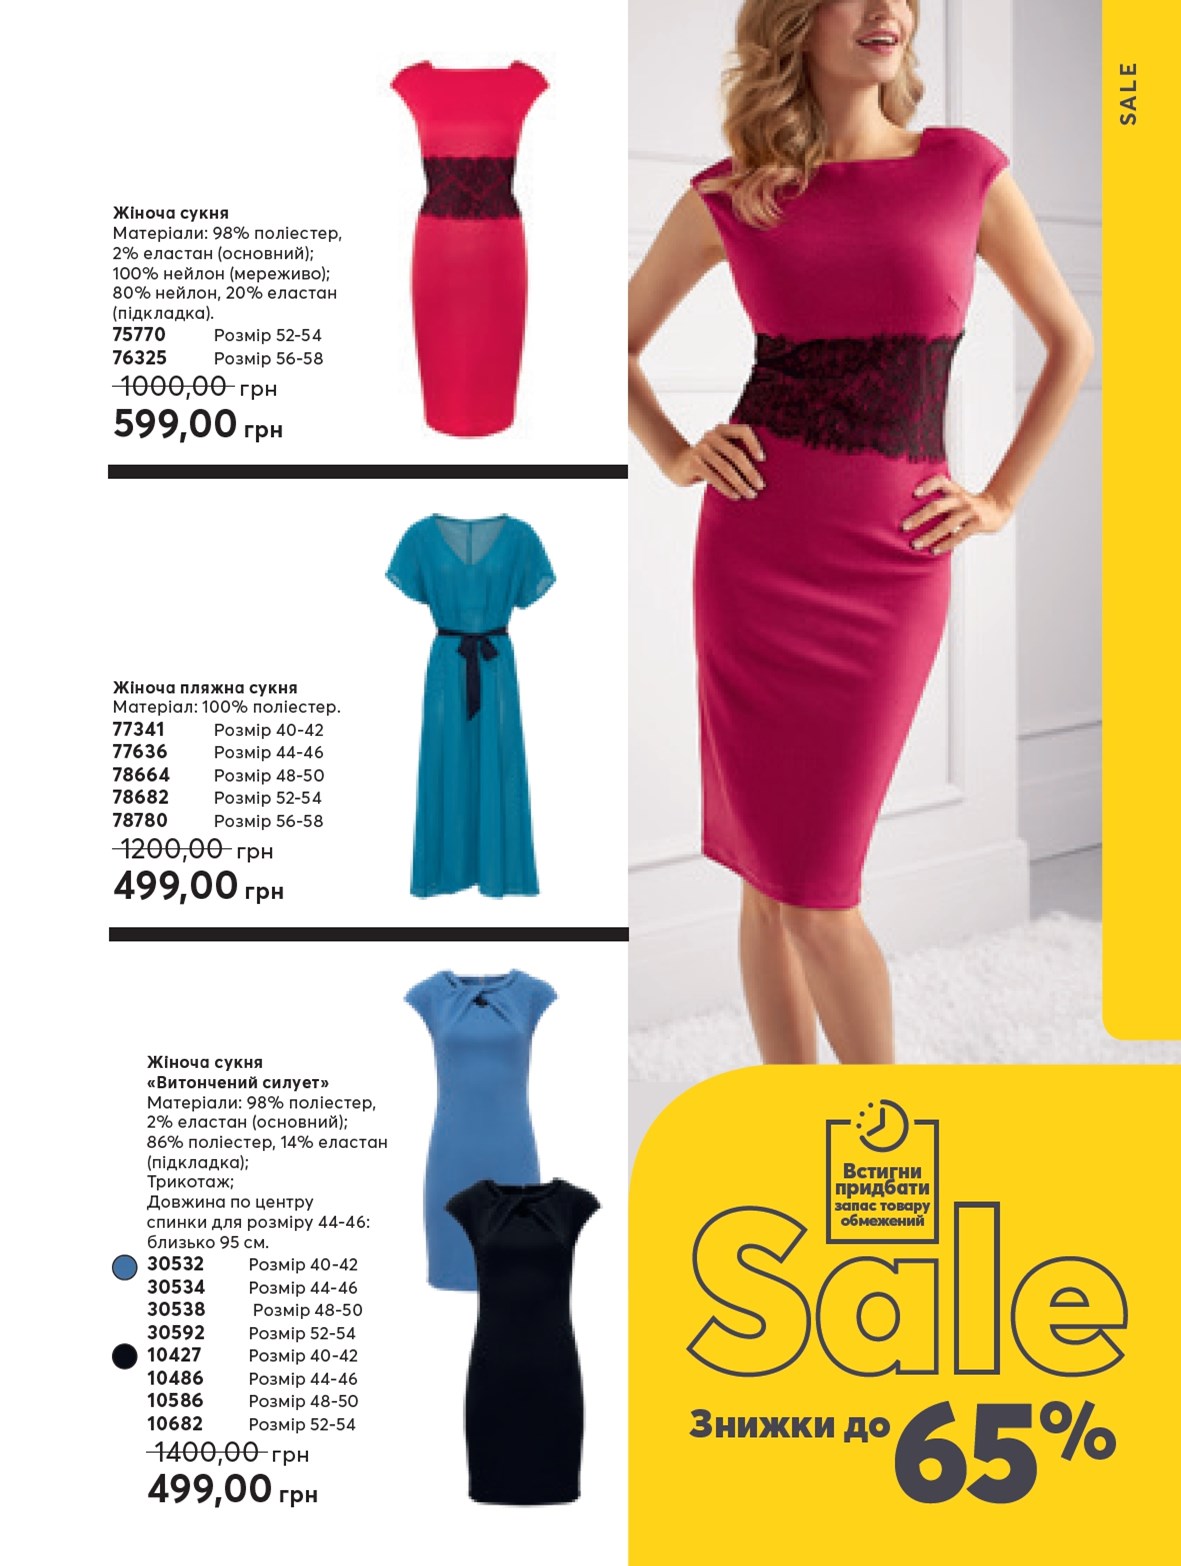 SALE
Жіноча сукня
Матеріали: 98% поліестер,
2% еластан (основний);
100% нейлон (мереживо);
80% нейлон, 20% еластан
(підкладка).
75770 Розмір 52-54
76325 Розмір 56-58
1000,00 грн
599,00 грн
Жіноча пляжна сукня
Матеріал: 100% поліестер.
77341 Розмір 40-42
77636 Розмір 44-46
78664 Розмір 48-50
78682 Розмір 52-54
78780 Розмір 56-58
1200,00 грн
499,00 грн
Жіноча сукня
«Витончений силует»
Матеріали: 98% поліестер,
2% еластан (основний);
86% поліестер, 14% еластан
(підкладка);
Трикотаж;
Довжина по центру
спинки для розміру 44-46:
близько 95 см.
30532 Розмір 40-42
30534 Розмір 44-46
30538 Розмір 48-50
30592 Розмір 52-54
10427 Розмір 40-42
10486 Розмір 44-46
10586 Розмір 48-50
10682 Розмір 52-54
1400,00 грн
499,00 грн
Встигни
придбати
запас товару
обмежений
Sale
Знижки до 65%